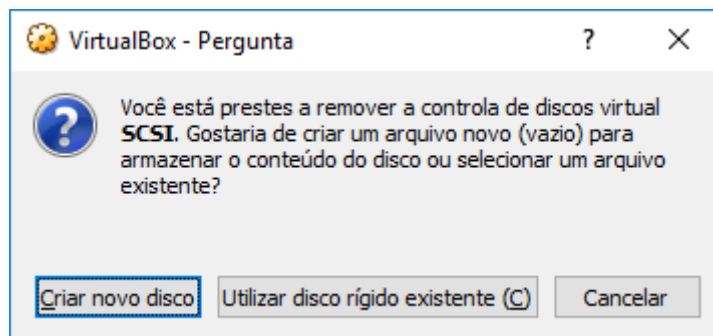 VirtualBox - Pergunta
Você está prestes a remover a controla de discos virtual
SCSI. Gostaria de criar um arquivo novo (vazio) para
armazenar o conteúdo do disco ou selecionar um arquivo
existente?
Criar novo disco
Utilizar disco rígido existente (C)
Cancelar